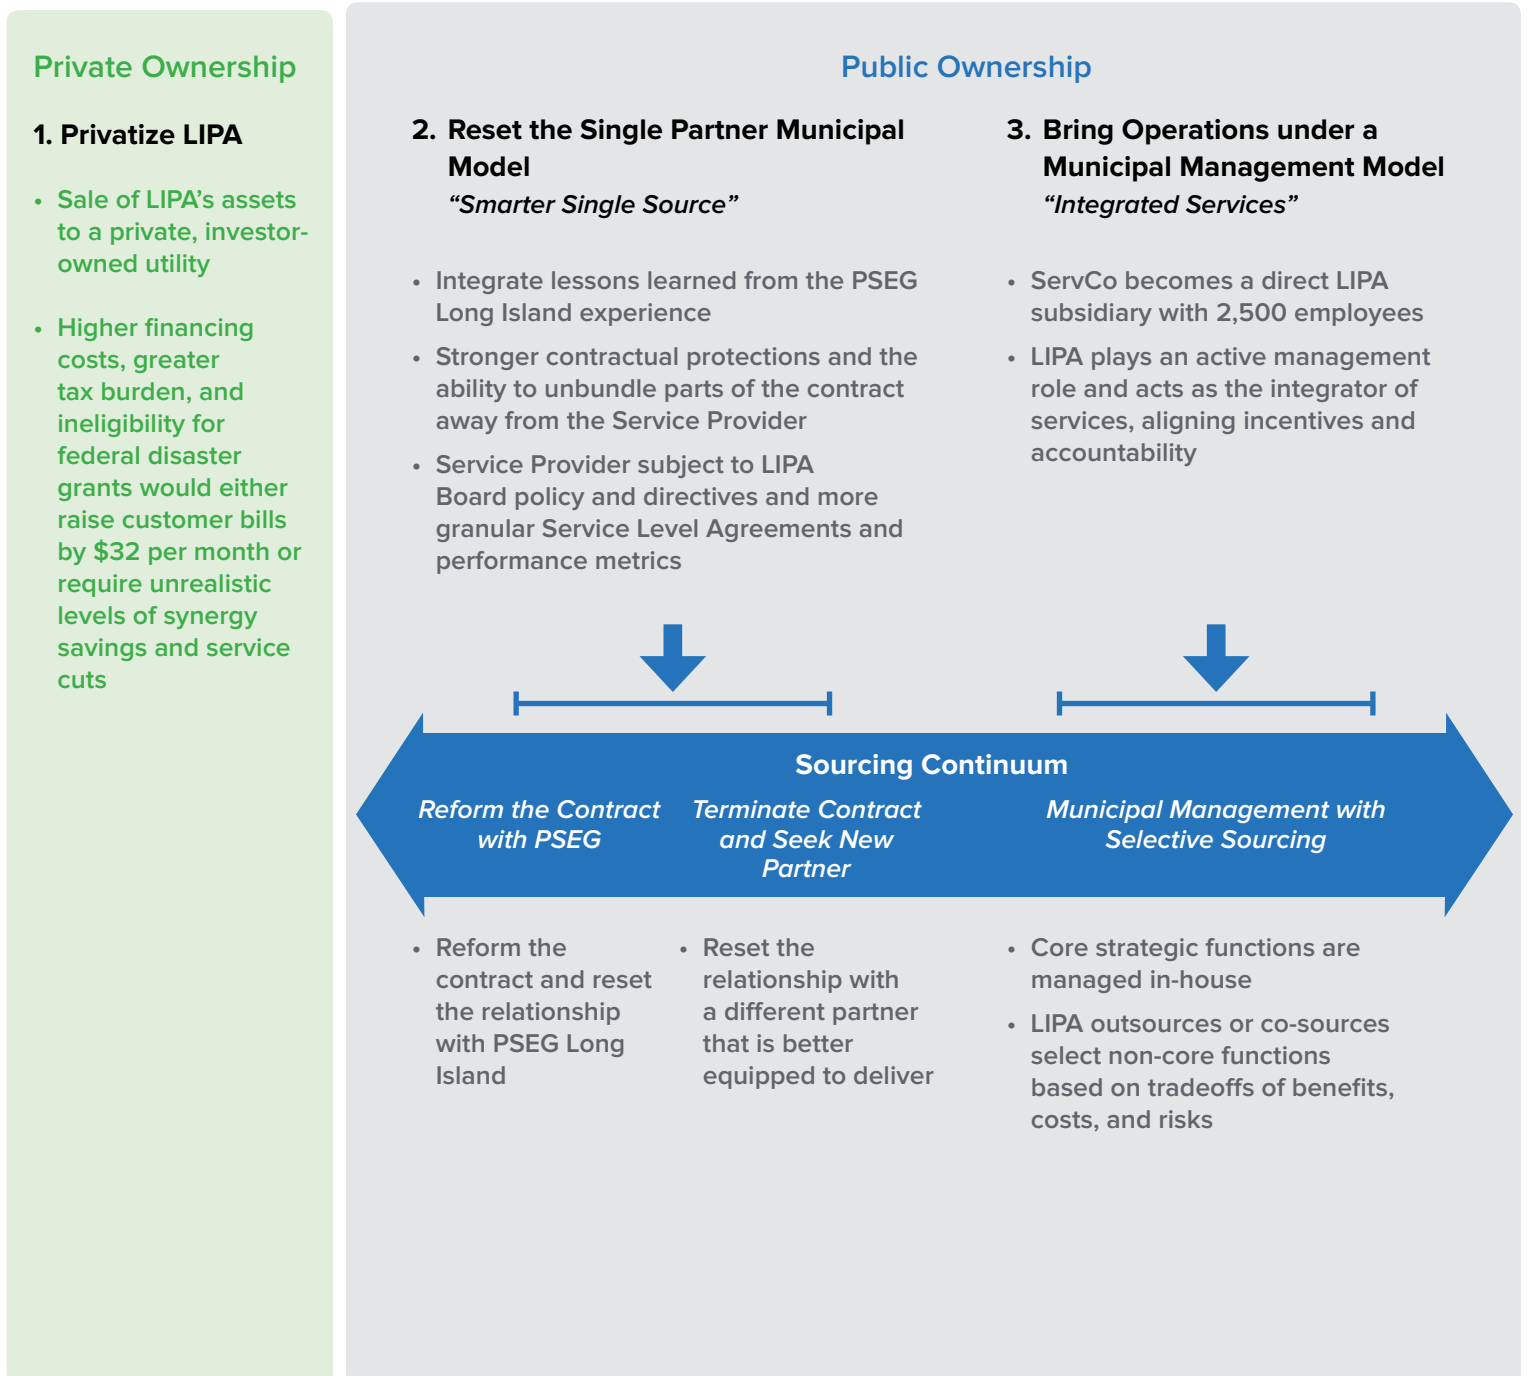 Private Ownership
1. Privatize LIPA
• Sale of LIPA’s assets
to a private, investor-
owned utility
• Higher financing
costs, greater
tax burden, and
ineligibility for
federal disaster
grants would either
raise customer bills
by $32 per month or
require unrealistic
levels of synergy
savings and service
cuts
Public Ownership
2. Reset the Single Partner Municipal
Model
“Smarter Single Source”
• Integrate lessons learned from the PSEG
Long Island experience
• Stronger contractual protections and the
ability to unbundle parts of the contract
away from the Service Provider
• Service Provider subject to LIPA
Board policy and directives and more
granular Service Level Agreements and
performance metrics
3. Bring Operations under a
Municipal Management Model
“Integrated Services”
• ServCo becomes a direct LIPA
subsidiary with 2,500 employees
• LIPA plays an active management
role and acts as the integrator of
services, aligning incentives and
accountability
Sourcing Continuum
Reform the Contract
with PSEG
Terminate Contract
and Seek New
Partner
Municipal Management with
Selective Sourcing
• Reform the
contract and reset
the relationship
with PSEG Long
Island
• Reset the
relationship with
a different partner
that is better
equipped to deliver
• Core strategic functions are
managed in-house
• LIPA outsources or co-sources
select non-core functions
based on tradeoffs of benefits,
costs, and risks